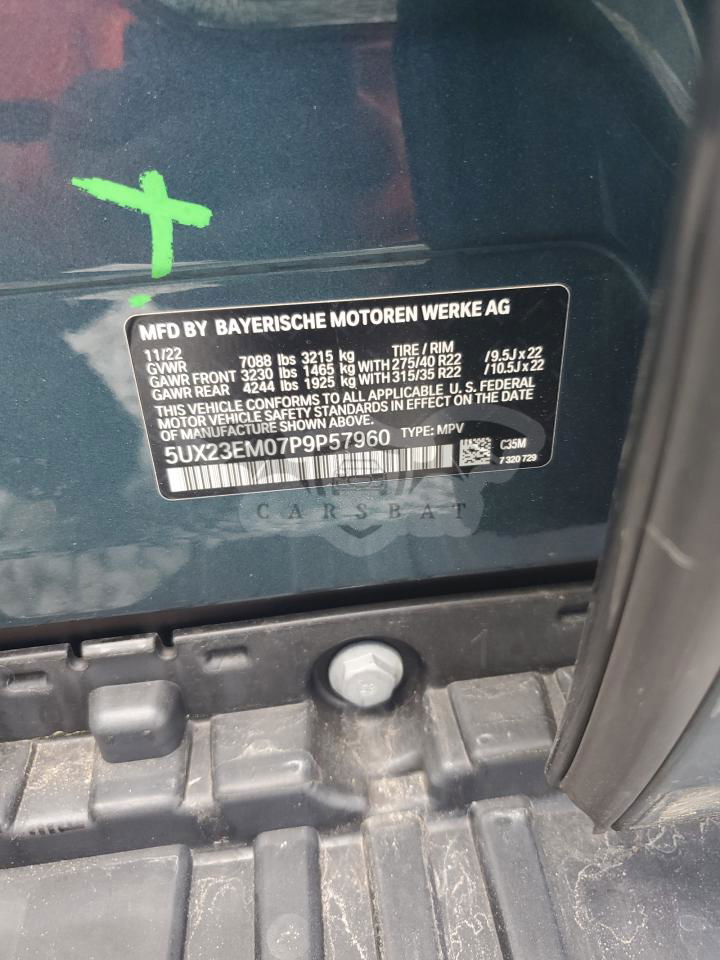 MFD BY BAYERISCHE MOTOREN WERKE AG
11/22 TIRE / RIM
GVWR 7088 lbs 3215 kg
GAWR FRONT 3230 lbs 1465 kg WITH 275/40 R22 /9.5J x 22
GAWR REAR 4244 lbs 1925 kg WITH 315/35 R22 /10.5J x 22
THIS VEHICLE CONFORMS TO ALL APPLICABLE U. S. FEDERAL
MOTOR VEHICLE SAFETY STANDARDS IN EFFECT ON THE DATE
OF MANUFACTURE.
5UX23EM07P9P57960 TYPE: MPV
C35M
7 320 729
CARSBAT